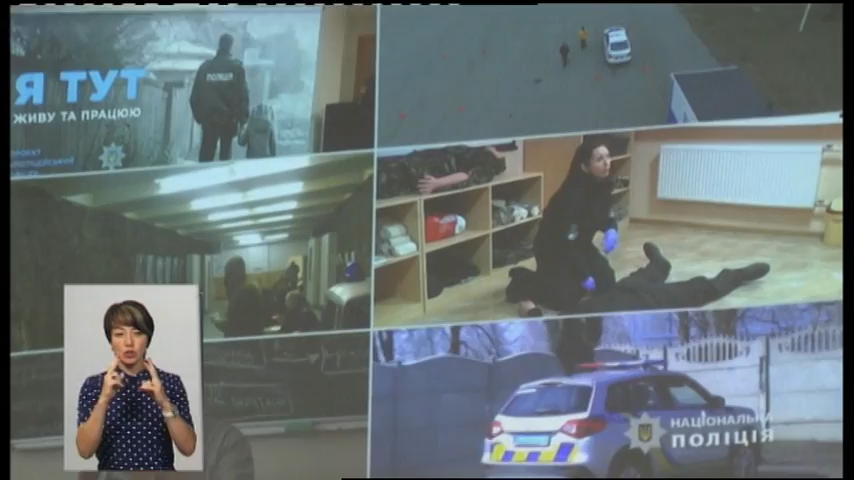 ПОЛІЦІЯ
Я ТУТ
ЖИВУ ТА ПРАЦЮЮ
НАЦІОНАЛЬНА
ПОЛІЦІЯ